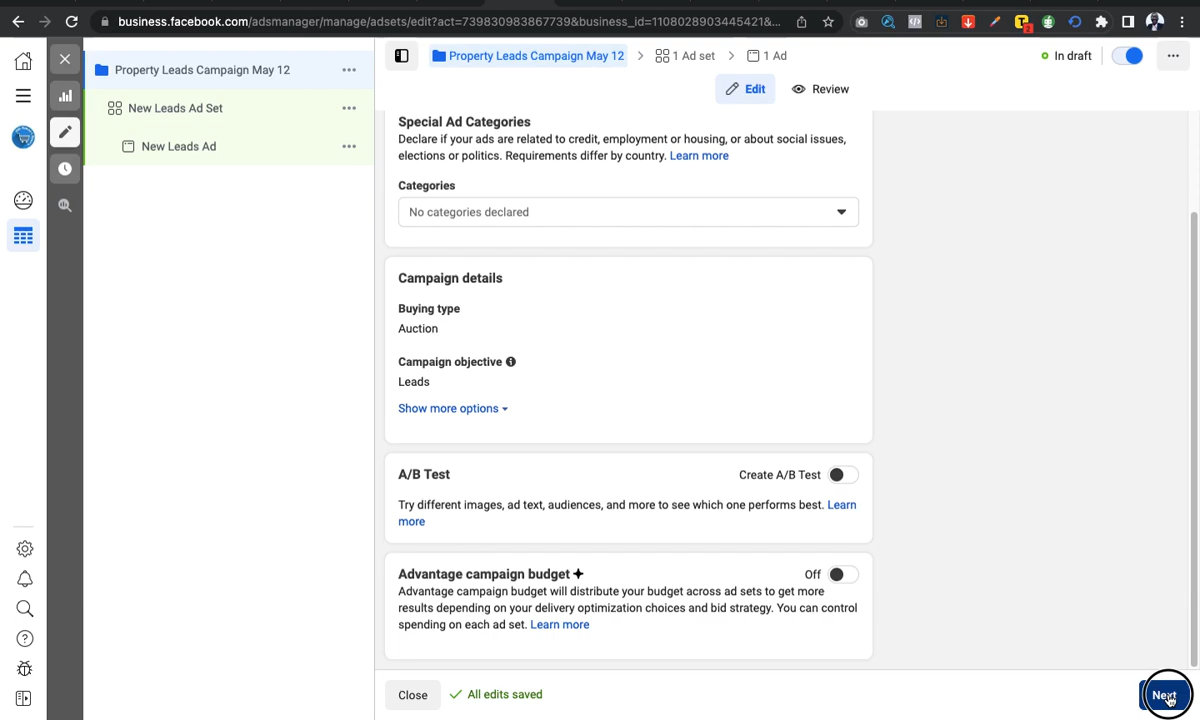 business.facebook.com/adsmanager/manage/adsets/edit?act=739830983867739&business_id=1108028903445421&...
2
Property Leads Campaign May 12
New Leads Ad Set
New Leads Ad
Property Leads Campaign May 12 > 1 Ad set > 1 Ad
In draft
Edit
Review
Special Ad Categories
Declare if your ads are related to credit, employment or housing, or about social issues,
elections or politics. Requirements differ by country. Learn more
Categories
No categories declared
Campaign details
Buying type
Auction
Campaign objective
Leads
Show more options
A/B Test
Create A/B Test
Try different images, ad text, audiences, and more to see which one performs best. Learn
more
Advantage campaign budget
Off
Advantage campaign budget will distribute your budget across ad sets to get more
results depending on your delivery optimization choices and bid strategy. You can control
spending on each ad set. Learn more
Close
All edits saved
Next